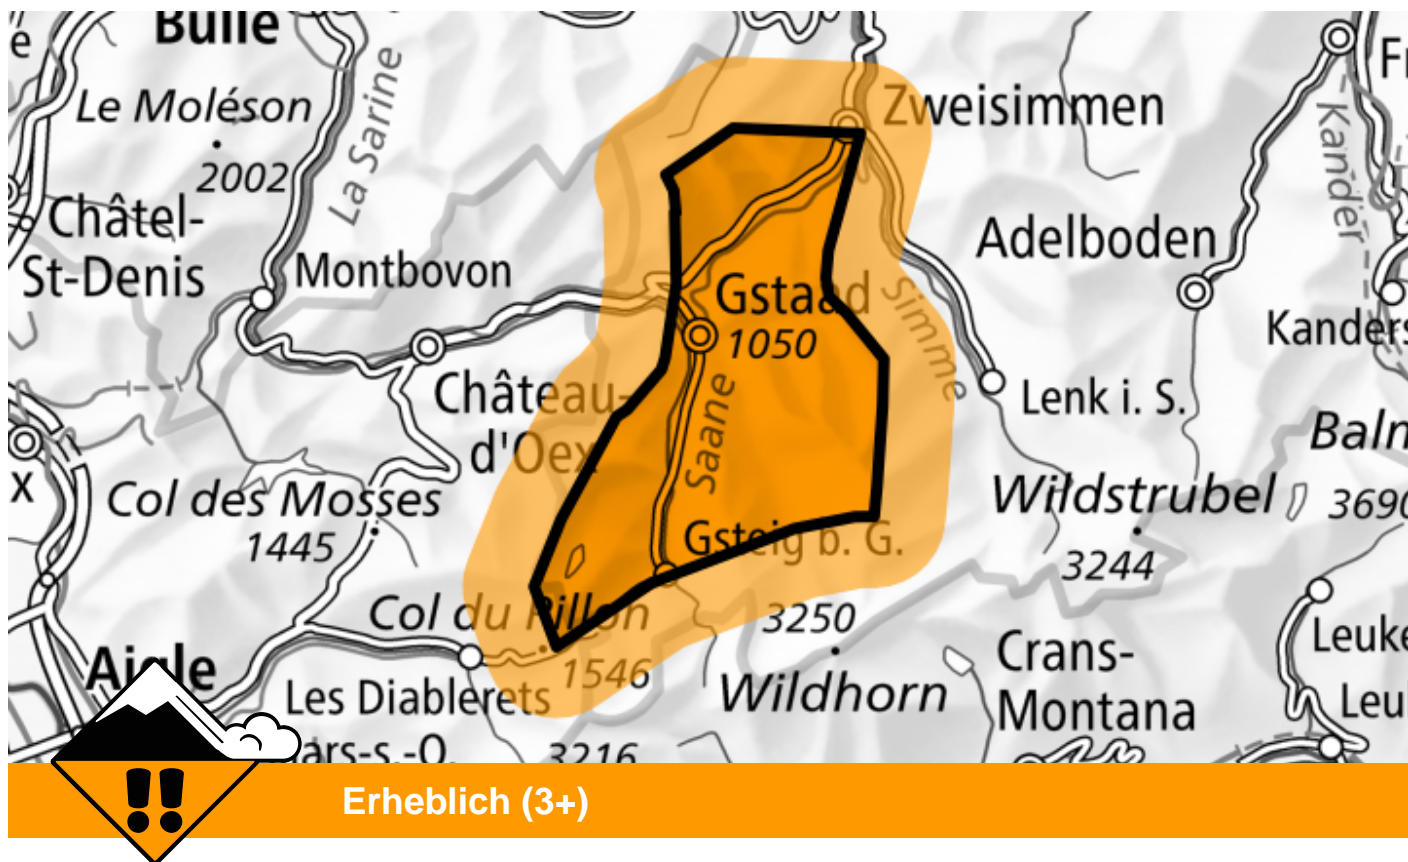 Bulle
e
Le Moléson
2002
La Sarine
Zweisimmen
Kander
Châtel-
St-Denis
Montbovon
Adelboden
Gstaad
1050
Simme
Château-
d'Oex
Saane
Lenk i. S.
Kanders
x
Col des Mosses
1445
Wildstrubel
3244
Baln
3690
Gsteig b. G.
Col du Pillon
1546
3250
Wildhorn
Crans-
Montana
Leuke
Leu
Aigle
Les Diablerets
ars-s.-O.
3216
Erheblich (3+)